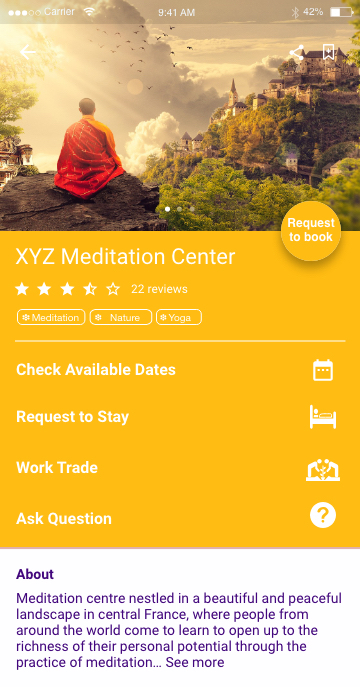 Carrier 9:41 AM 42%
Request
to book
XYZ Meditation Center
22 reviews
Meditation Nature Yoga
Check Available Dates
Request to Stay
Work Trade
Ask Question
?
About
Meditation centre nestled in a beautiful and peaceful
landscape in central France, where people from
around the world come to learn to open up to the
richness of their personal potential through the
practice of meditation... See more